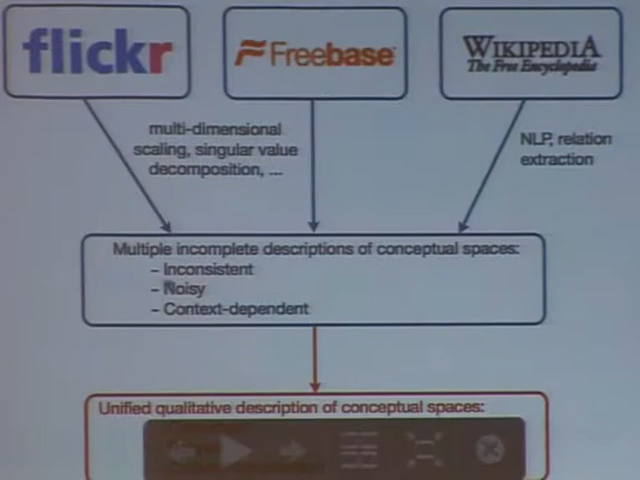 flickr
Freebase
WIKIPEDIA
The Free Encyclopedia
multi-dimensional
scaling, singular value
decomposition, ...
NLP, relation
extraction
Multiple incomplete descriptions of conceptual spaces:
– Inconsistent
– Noisy
– Context-dependent
Unified qualitative description of conceptual spaces: